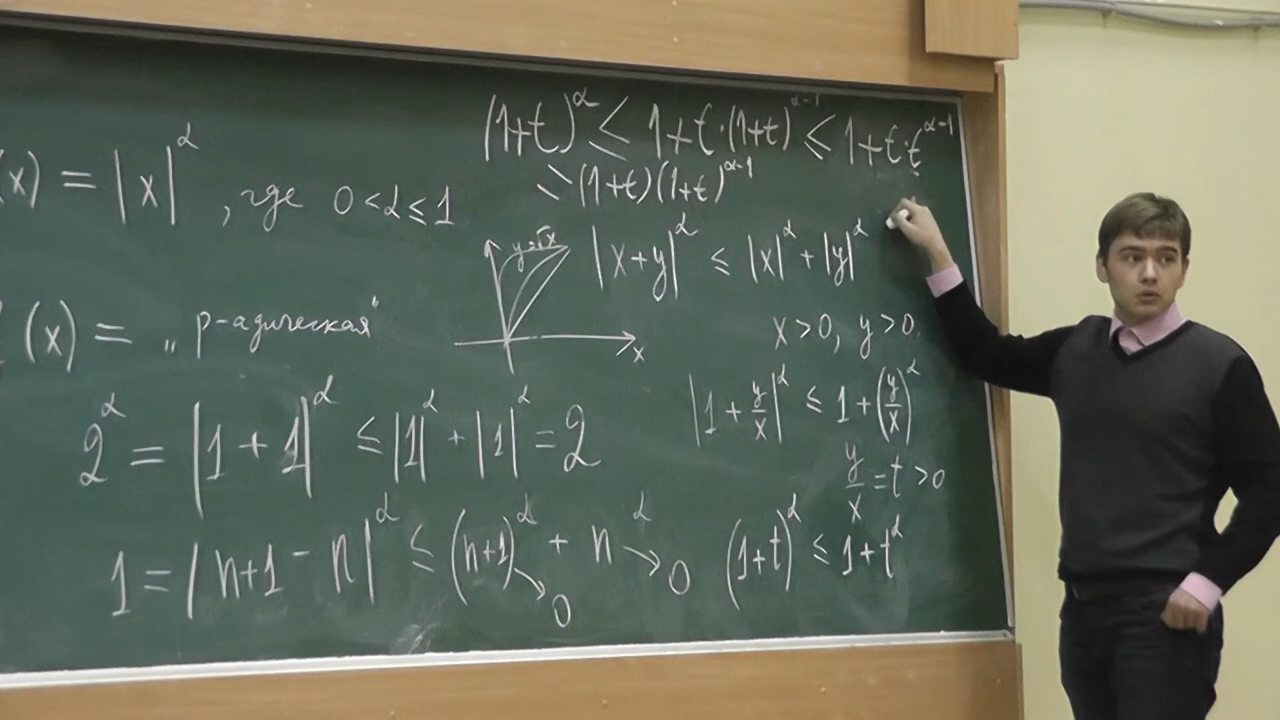 (x) = |x|^α, где 0 < α ≤ 1
(x) = „р-адическая“
2^α = |1 + 1|^α ≤ |1|^α + |1|^α = 2
1 = |n+1 - n|^α ≤ (n+1)^α + n^α → 0
0
(1+t)^α ≤ 1+t·(1+t)^{α-1} ≤ 1+t·t^{α-1}
≤ (1+t)(1+t)^{α-1}
y=√x
x
|x+y|^α ≤ |x|^α + |y|^α
x > 0, y > 0.
|1 + y/x|^α ≤ 1 + (y/x)^α
y/x = t > 0
(1+t)^α ≤ 1+t^α